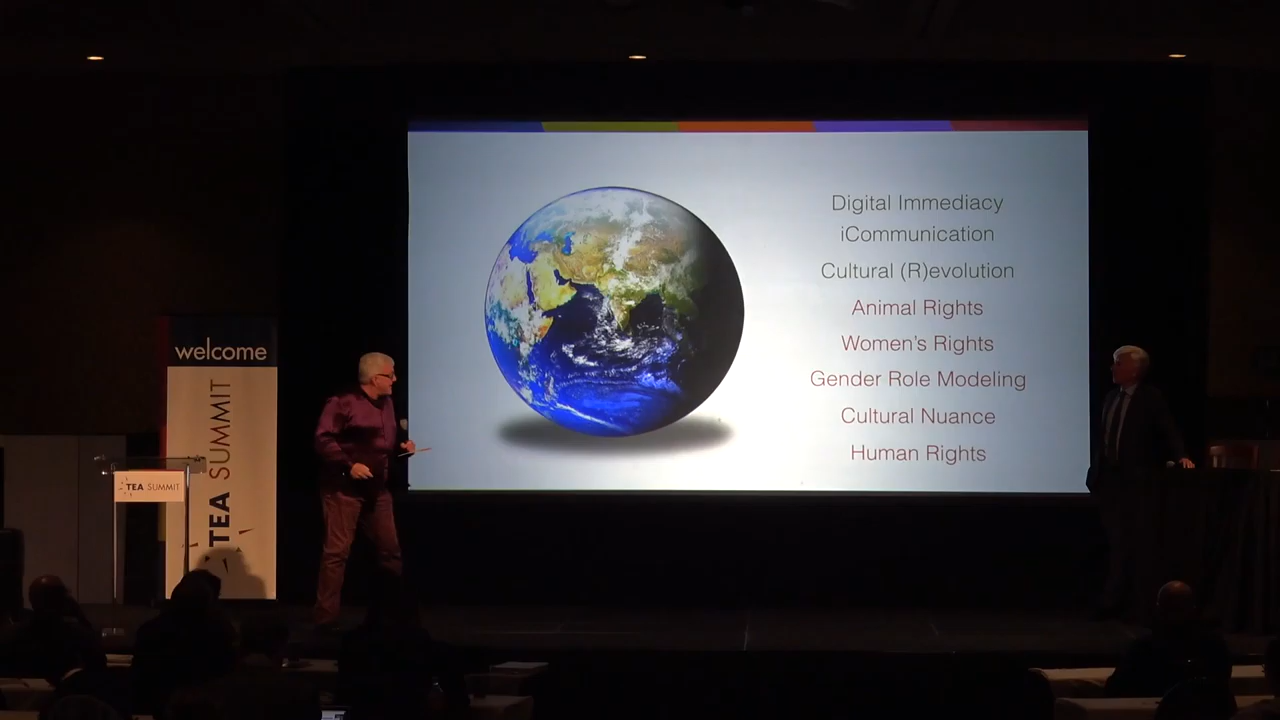 welcome
TEA SUMMIT
TEA SUMMIT
Digital Immediacy
iCommunication
Cultural (R)evolution
Animal Rights
Women's Rights
Gender Role Modeling
Cultural Nuance
Human Rights